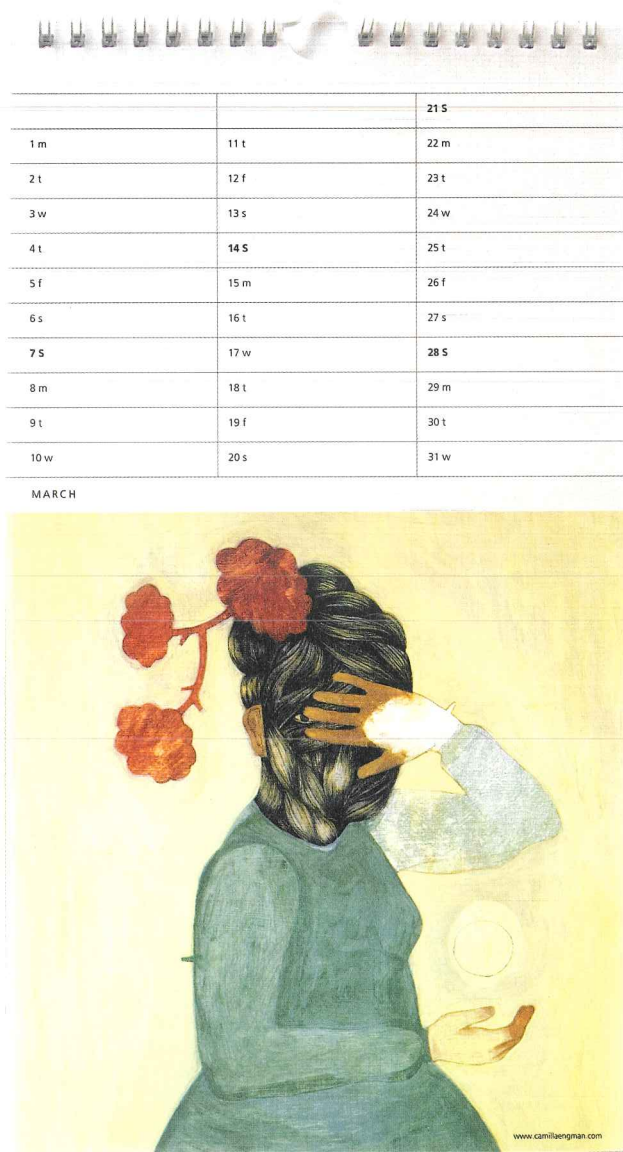 1 m
2 t
3 w
4 t
5 f
6 s
7 S
8 m
9 t
10 w
11 t
12 f
13 s
14 S
15 m
16 t
17 w
18 t
19 f
20 s
21 S
22 m
23 t
24 w
25 t
26 f
27 s
28 S
29 m
30 t
31 w
MARCH
www.camillaengman.com